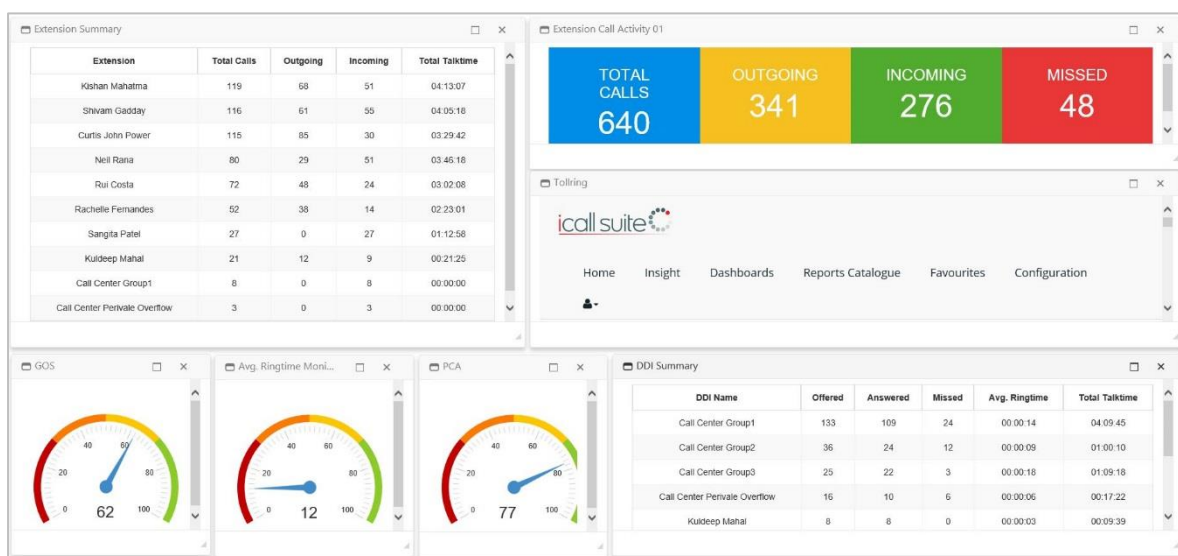 Extension Summary
Extension Total Calls Outgoing Incoming Total Talktime
Kishan Mahatma 119 68 51 04:13:07
Shivam Gadday 116 61 55 04:05:18
Curtis John Power 115 85 30 03:29:42
Neil Rana 80 29 51 03:46:18
Rui Costa 72 48 24 03:02:08
Rachelle Fernandes 52 38 14 02:23:01
Sangita Patel 27 0 27 01:12:58
Kuldeep Mahal 21 12 9 00:21:25
Call Center Group1 8 0 8 00:00:00
Call Center Perivale Overflow 3 0 3 00:00:00
Extension Call Activity 01
TOTAL
CALLS
640
OUTGOING
341
INCOMING
276
MISSED
48
Tollring
icall suite
Home Insight Dashboards Reports Catalogue Favourites Configuration
GOS
0 20 40 60 80 100
62
Avg. Ringtime Moni...
0 20 40 60 80 100
12
PCA
0 20 40 60 80 100
77
DDI Summary
DDI Name Offered Answered Missed Avg. Ringtime Total Talktime
Call Center Group1 133 109 24 00:00:14 04:09:45
Call Center Group2 36 24 12 00:00:09 01:00:10
Call Center Group3 25 22 3 00:00:18 01:09:18
Call Center Perivale Overflow 16 10 6 00:00:06 00:17:22
Kuldeep Mahal 8 8 0 00:00:03 00:09:39